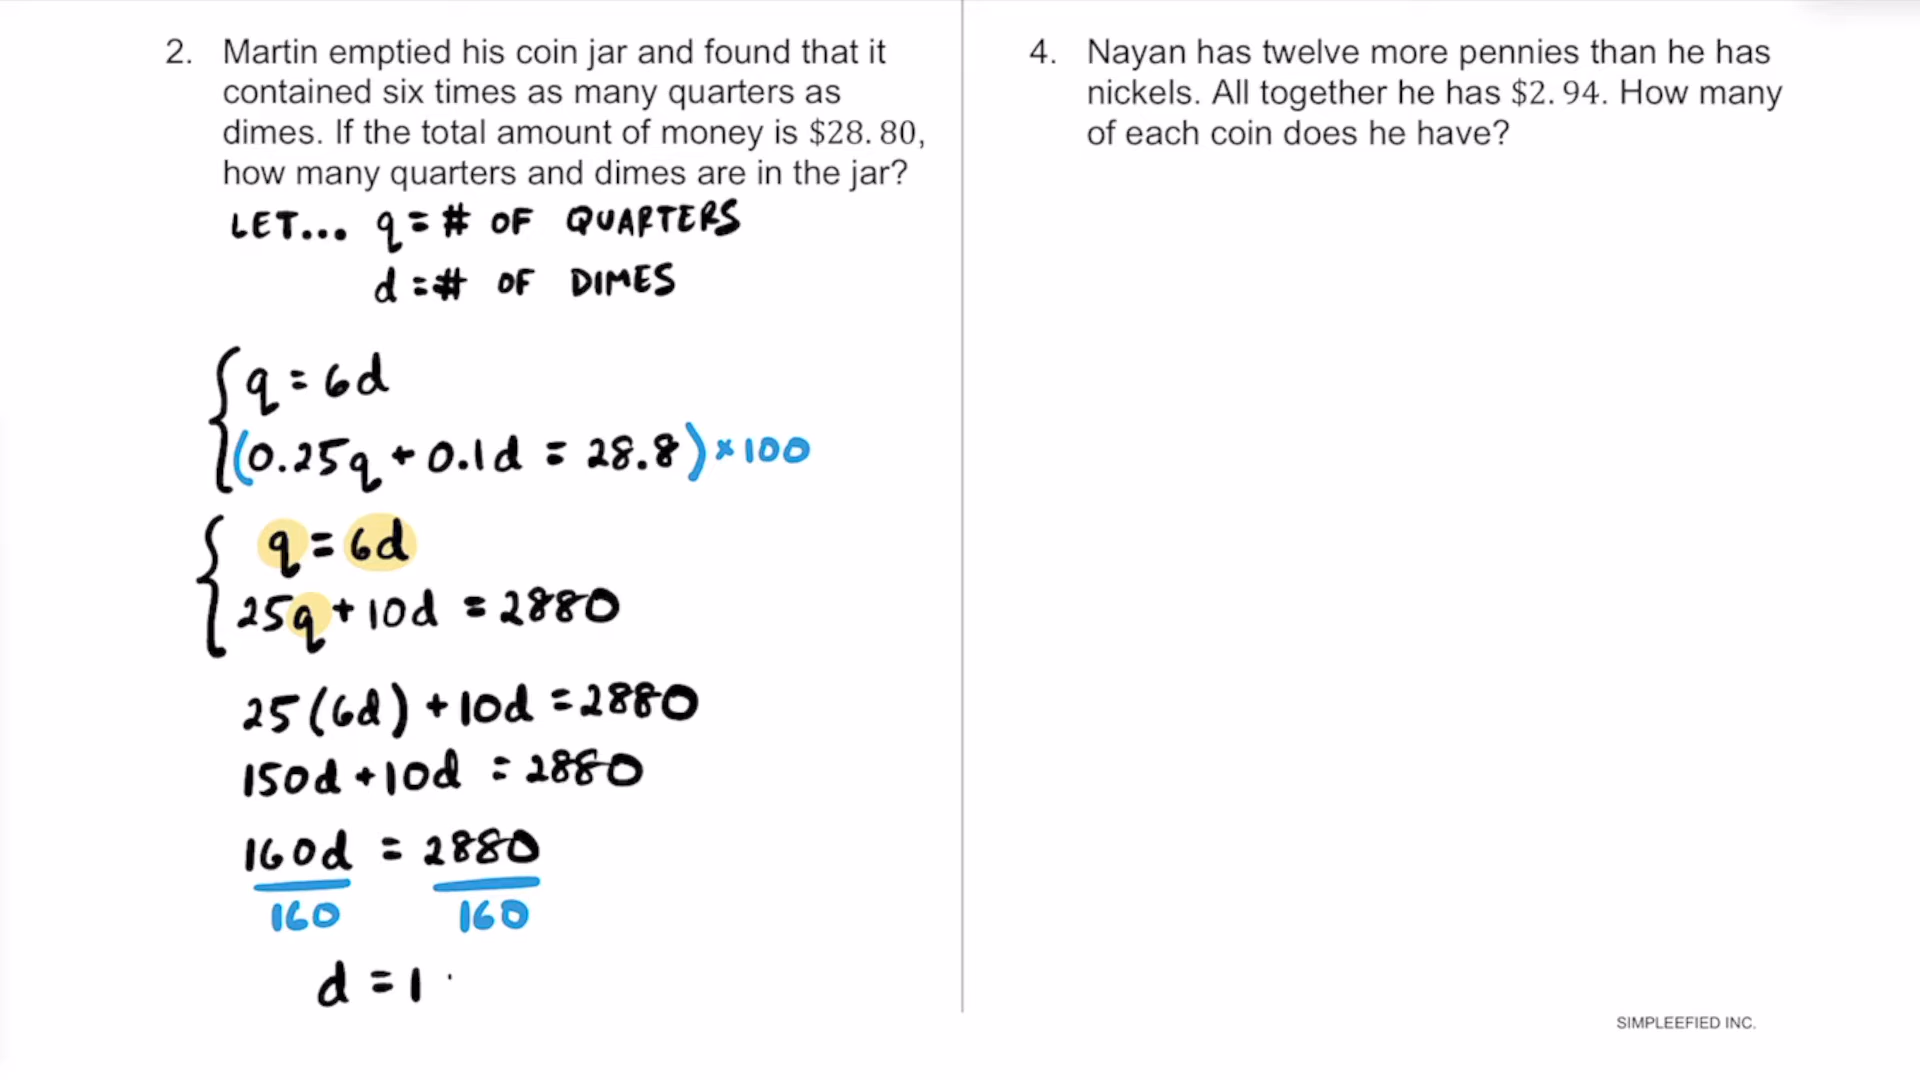 2. Martin emptied his coin jar and found that it
contained six times as many quarters as
dimes. If the total amount of money is $28.80,
how many quarters and dimes are in the jar?
LET... q = # OF QUARTERS
d = # OF DIMES
q = 6d
(0.25q + 0.1d = 28.8) × 100
q = 6d
25q + 10d = 2880
25(6d) + 10d = 2880
150d + 10d = 2880
160d = 2880
160 160
d = 1
4. Nayan has twelve more pennies than he has
nickels. All together he has $2.94. How many
of each coin does he have?
SIMPLEEFIED INC.